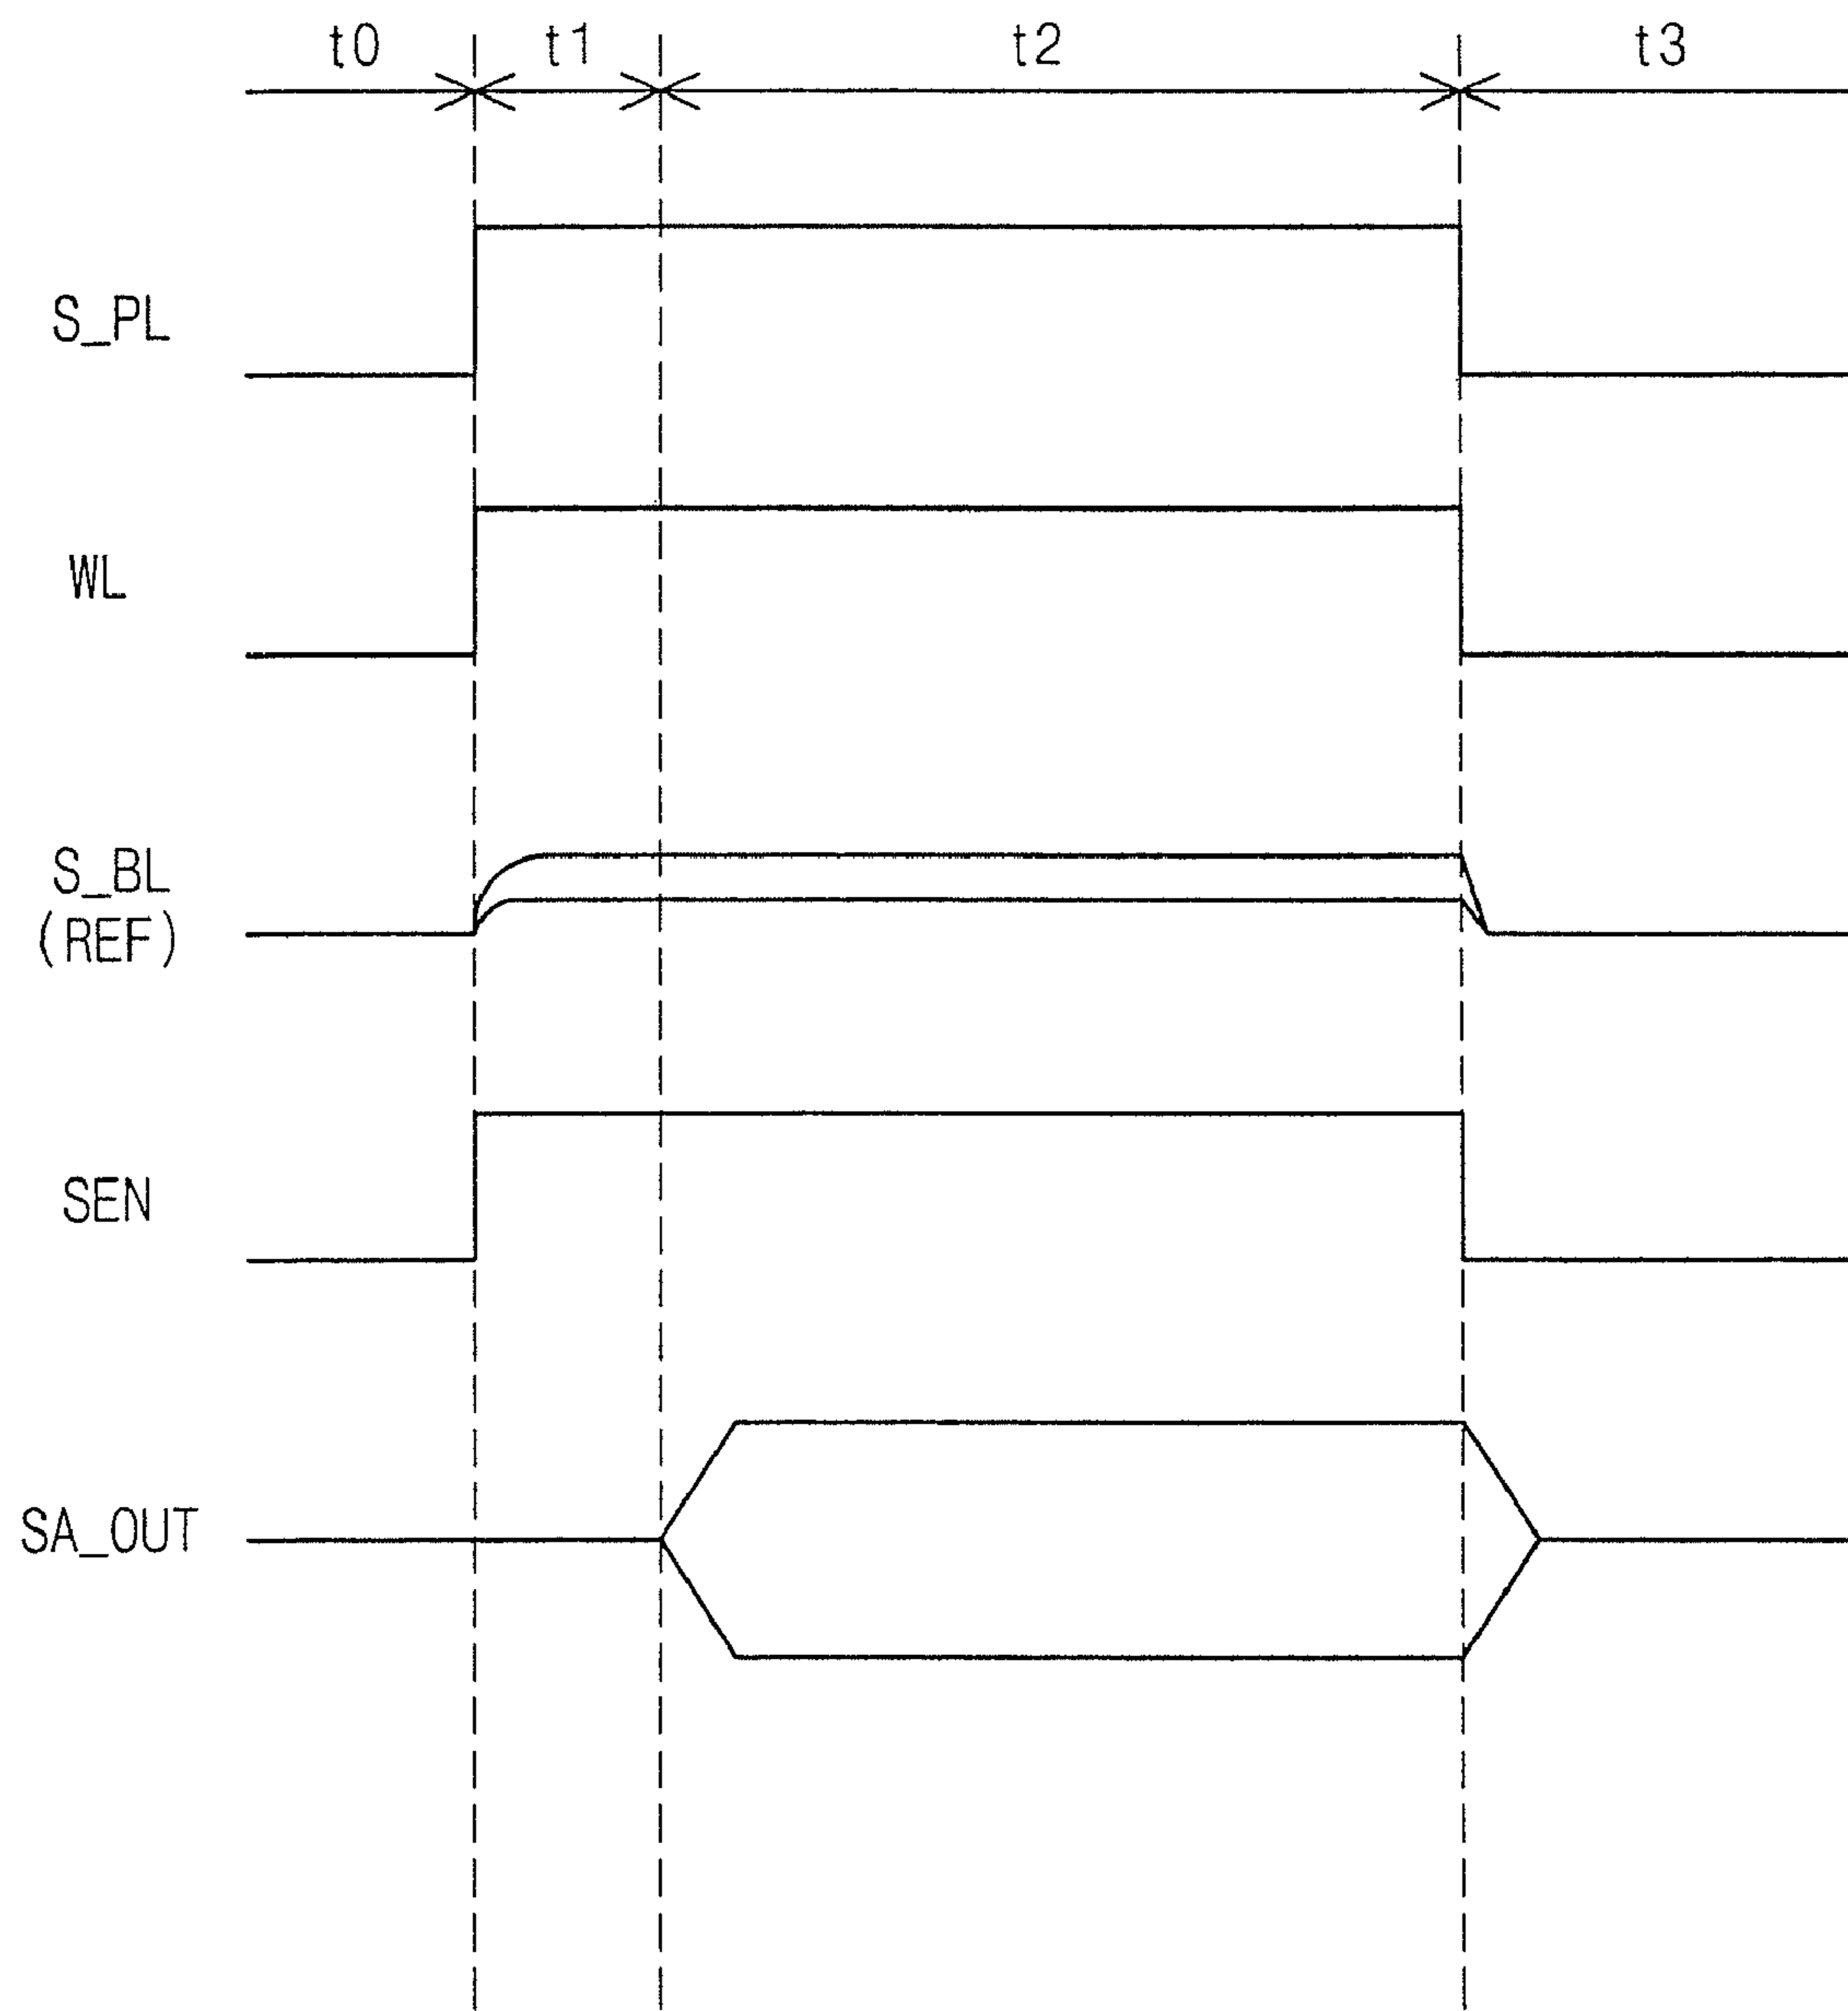 t0 t1 t2 t3
S_PL
WL
S_BL
(REF)
SEN
SA_OUT